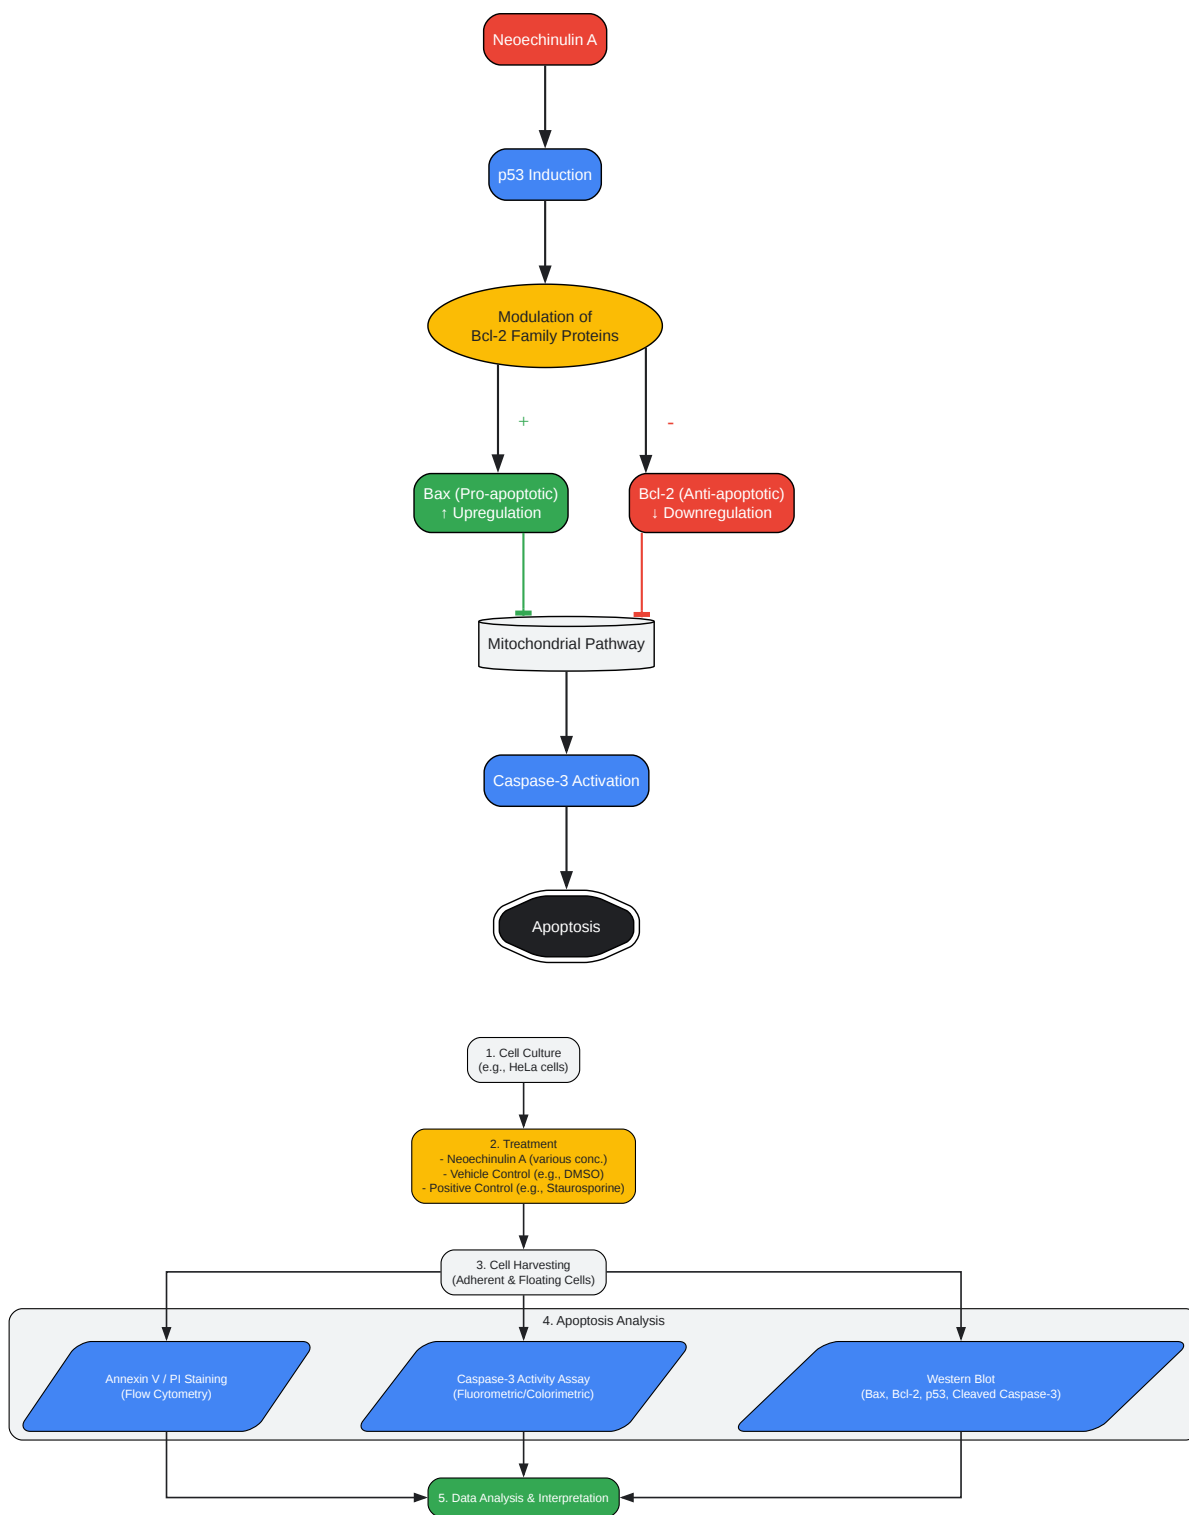 Neoechinulin A
p53 Induction
Modulation of
Bcl-2 Family Proteins
+
-
Bax (Pro-apoptotic)
↑ Upregulation
Bcl-2 (Anti-apoptotic)
↓ Downregulation
Mitochondrial Pathway
Caspase-3 Activation
Apoptosis
1. Cell Culture
(e.g., HeLa cells)
2. Treatment
- Neoechinulin A (various conc.)
- Vehicle Control (e.g., DMSO)
- Positive Control (e.g., Staurosporine)
3. Cell Harvesting
(Adherent & Floating Cells)
4. Apoptosis Analysis
Annexin V / PI Staining
(Flow Cytometry)
Caspase-3 Activity Assay
(Fluorometric/Colorimetric)
Western Blot
(Bax, Bcl-2, p53, Cleaved Caspase-3)
5. Data Analysis & Interpretation